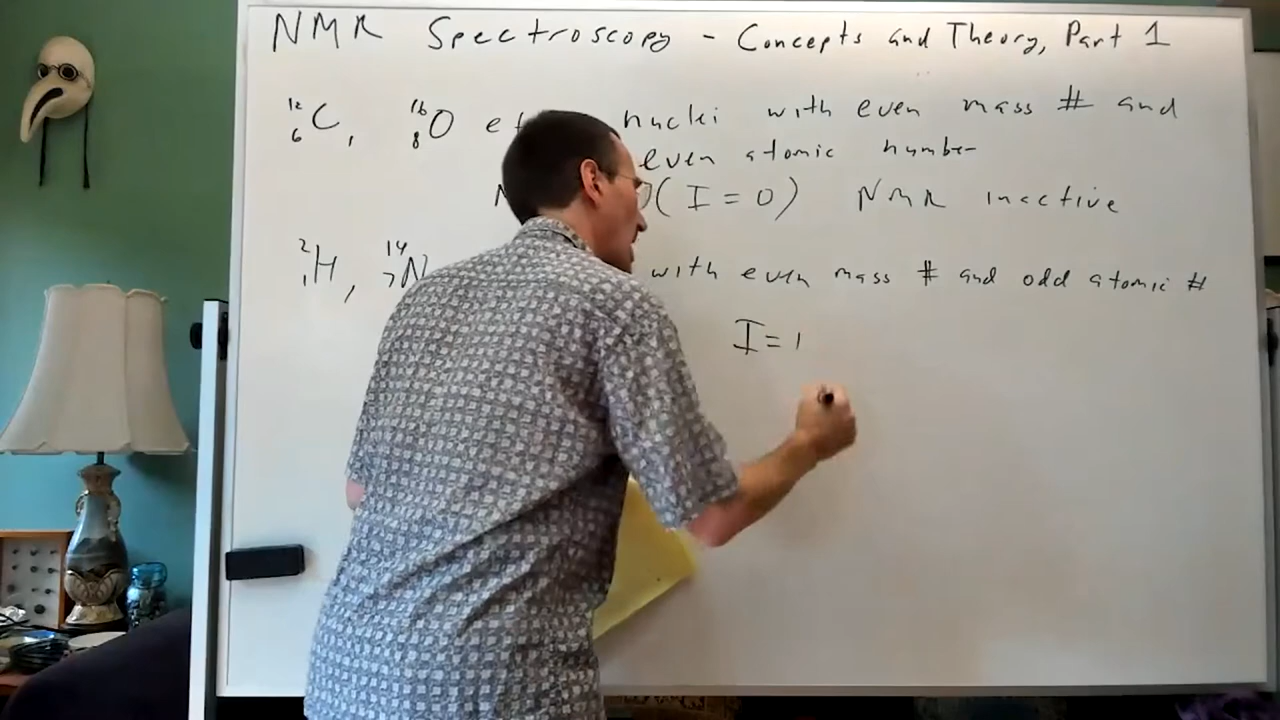 NMR Spectroscopy - Concepts and Theory, Part 1
¹²₆C, ¹⁶₈O nuclei with even mass # and
even atomic number
(I = 0) NMR inactive
²₁H, ¹⁴₇N with even mass # and odd atomic #
I = 1